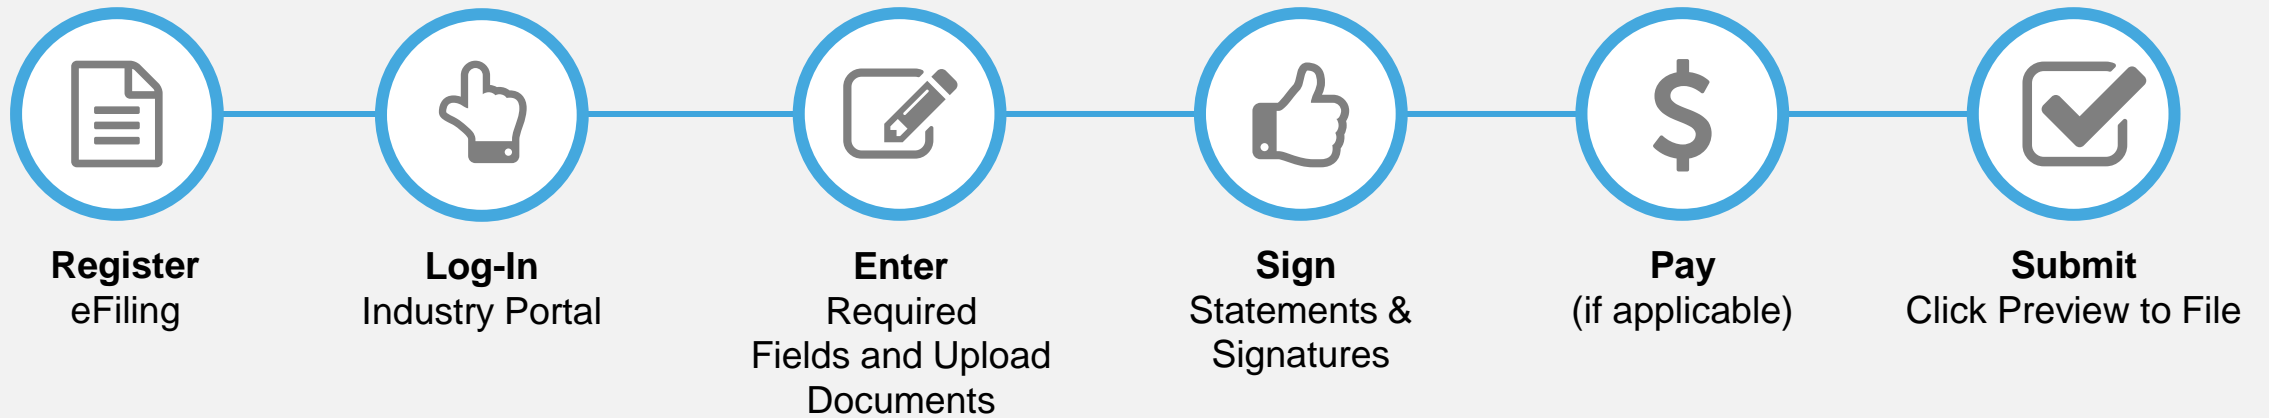 $
Register
eFiling
Log-In
Industry Portal
Enter
Required
Fields and Upload
Documents
Sign
Statements &
Signatures
Pay
(if applicable)
Submit
Click Preview to File